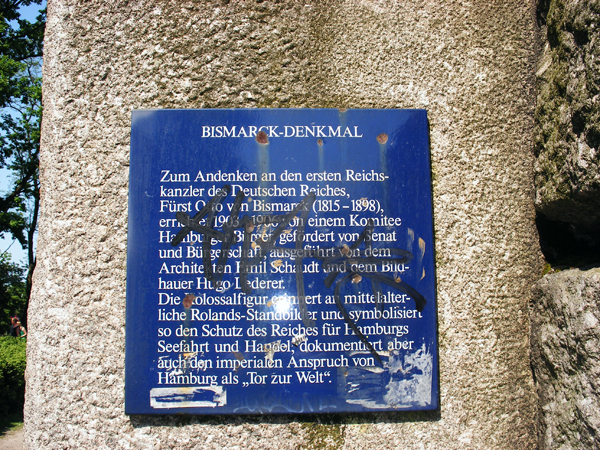 BISMARCK-DENKMAL
Zum Andenken an den ersten Reichs-
kanzler des Deutschen Reiches,
Fürst Otto von Bismarck (1815 – 1898),
errichtet 1903–1906 von einem Komitee
Hamburger Bürger, gefördert von Senat
und Bürgerschaft, ausgeführt von dem
Architekten Emil Schaudt und dem Bild-
hauer Hugo Lederer.
Die Kolossalfigur erinnert an mittelalter-
liche Rolands-Standbilder und symbolisiert
so den Schutz des Reiches für Hamburgs
Seefahrt und Handel, dokumentiert aber
auch den imperialen Anspruch von
Hamburg als „Tor zur Welt“.